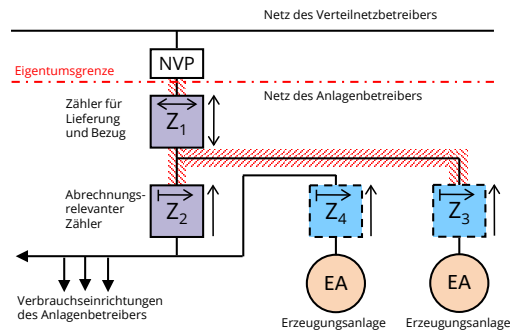 Netz des Verteilnetzbetreibers
NVP
Eigentumsgrenze
Netz des Anlagenbetreibers
Zähler für
Lieferung
und Bezug
Z1
Abrechnungs-
relevanter
Zähler
Z2
Z4
Z3
EA
EA
Verbrauchseinrichtungen
des Anlagenbetreibers
Erzeugungsanlage
Erzeugungsanlage